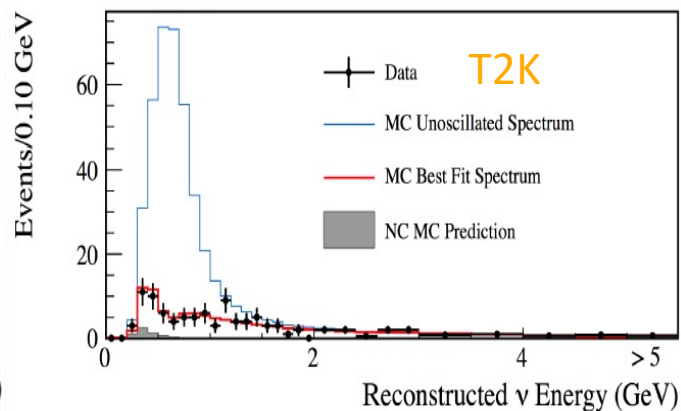 Events/0.10 GeV
60
40
20
0
Data
T2K
MC Unoscillated Spectrum
MC Best Fit Spectrum
NC MC Prediction
0 2 4 > 5
Reconstructed ν Energy (GeV)
)